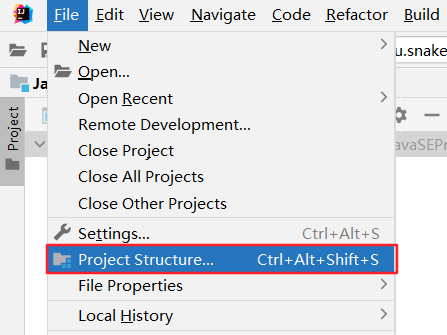 File Edit View Navigate Code Refactor Build
New
u.snake
Open...
Ja
Open Recent
Remote Development...
Project
Close Project
JavaSEPr
Close All Projects
Close Other Projects
Settings... Ctrl+Alt+S
Project Structure... Ctrl+Alt+Shift+S
File Properties
Local History